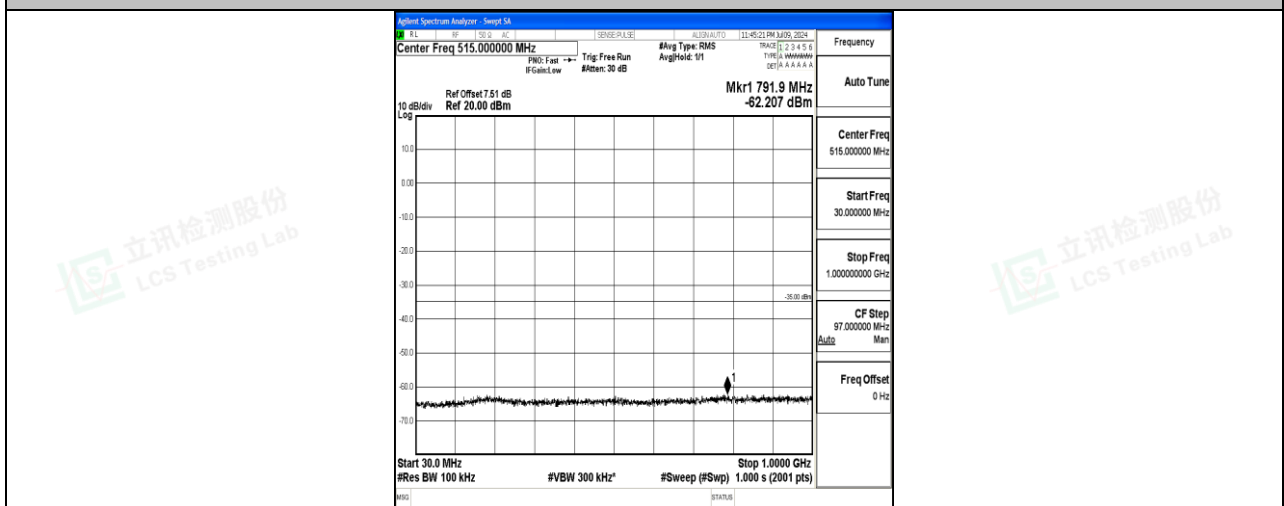 Agilent Spectrum Analyzer - Swept SA
RL RF 50 Ω AC SENSE:PULSE ALIGN AUTO 11:45:21 PM Jul 09, 2024
Center Freq 515.000000 MHz
PNO: Fast
IFGain:Low
Trig: Free Run
#Atten: 30 dB
#Avg Type: RMS
Avg|Hold: 1/1
TRACE 1 2 3 4 5 6
TYPE A WWWWW
DET A A A A A A
Frequency
Auto Tune
Mkr1 791.9 MHz
-62.207 dBm
Ref Offset 7.51 dB
10 dB/div Ref 20.00 dBm
Log
10.0
0.00
-10.0
-20.0
-30.0
-35.00 dBm
-40.0
-50.0
-60.0
1
-70.0
Center Freq
515.000000 MHz
Start Freq
30.000000 MHz
Stop Freq
1.000000000 GHz
CF Step
97.000000 MHz
Auto Man
Freq Offset
0 Hz
Start 30.0 MHz Stop 1.0000 GHz
#Res BW 100 kHz #VBW 300 kHz* #Sweep (#Swp) 1.000 s (2001 pts)
MSG STATUS
立讯检测股份
LCS Testing Lab
立讯检测股份
LCS Testing Lab